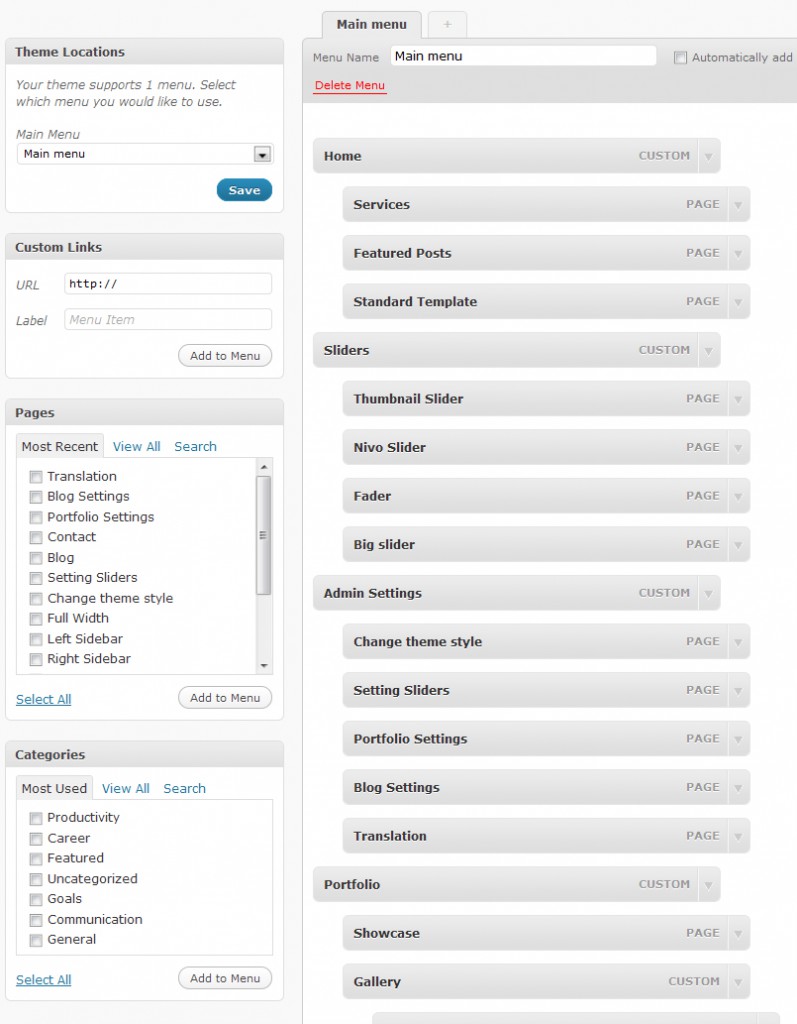 Theme Locations
Your theme supports 1 menu. Select
which menu you would like to use.
Main Menu
Main menu
Save
Custom Links
URL http://
Label Menu Item
Add to Menu
Pages
Most Recent View All Search
Translation
Blog Settings
Portfolio Settings
Contact
Blog
Setting Sliders
Change theme style
Full Width
Left Sidebar
Right Sidebar
Select All Add to Menu
Categories
Most Used View All Search
Productivity
Career
Featured
Uncategorized
Goals
Communication
General
Select All Add to Menu
Main menu +
Menu Name Main menu Automatically add
Delete Menu
Home CUSTOM
Services PAGE
Featured Posts PAGE
Standard Template PAGE
Sliders CUSTOM
Thumbnail Slider PAGE
Nivo Slider PAGE
Fader PAGE
Big slider PAGE
Admin Settings CUSTOM
Change theme style PAGE
Setting Sliders PAGE
Portfolio Settings PAGE
Blog Settings PAGE
Translation PAGE
Portfolio CUSTOM
Showcase PAGE
Gallery CUSTOM